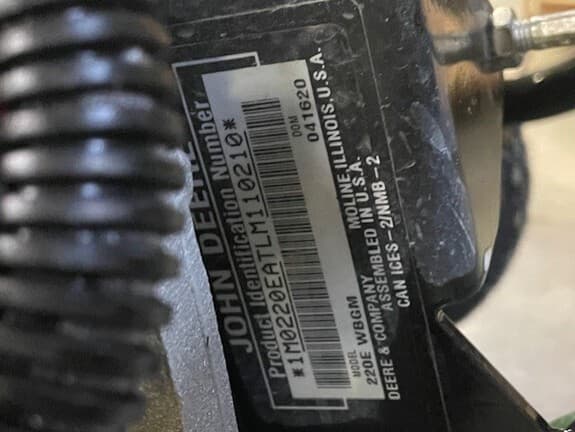 JOHN DEERE
Product Identification Number
*1M0220EATLM110210*
MODEL DOM
220E WBGM 041620
DEERE & COMPANY MOLINE, ILLINOIS, U.S.A.
ASSEMBLED IN U.S.A.
CAN ICES-2/NMB-2